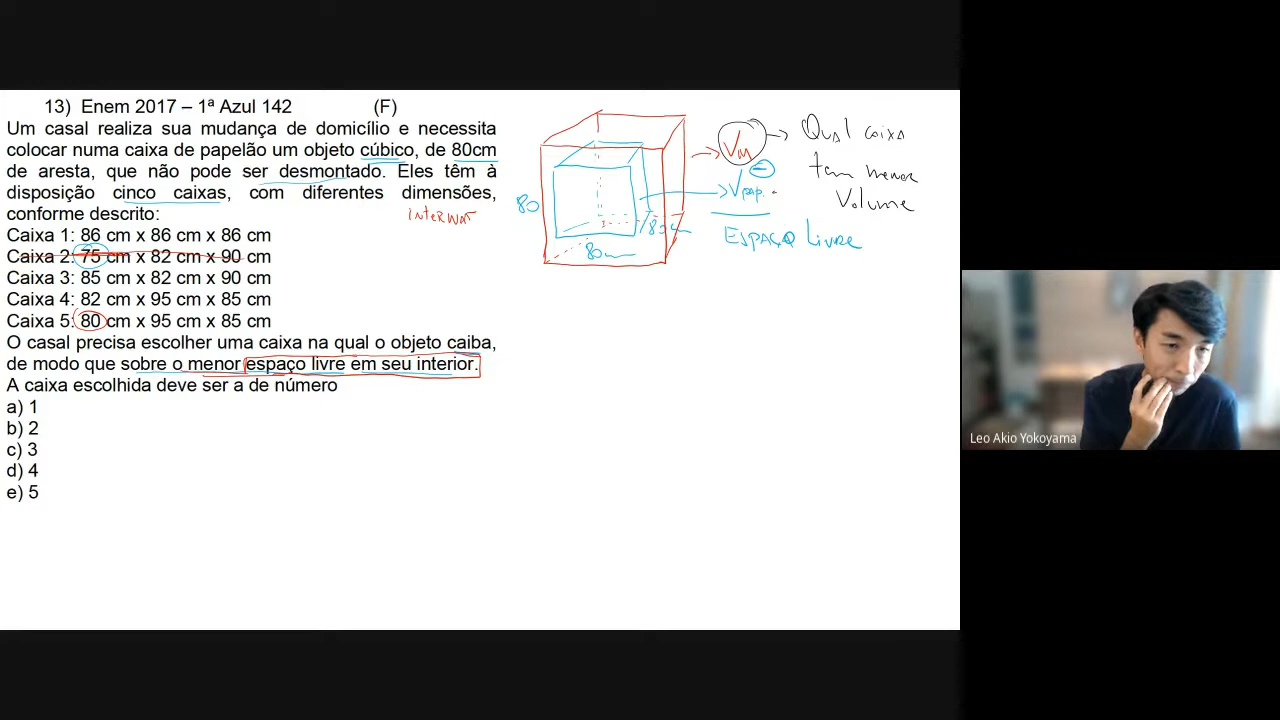 13) Enem 2017 – 1ª Azul 142 (F)
Um casal realiza sua mudança de domicílio e necessita
colocar numa caixa de papelão um objeto cúbico, de 80cm
de aresta, que não pode ser desmontado. Eles têm à
disposição cinco caixas, com diferentes dimensões,
conforme descrito:
Caixa 1: 86 cm x 86 cm x 86 cm
Caixa 2: 75 cm x 82 cm x 90 cm
Caixa 3: 85 cm x 82 cm x 90 cm
Caixa 4: 82 cm x 95 cm x 85 cm
Caixa 5: 80 cm x 95 cm x 85 cm
O casal precisa escolher uma caixa na qual o objeto caiba,
de modo que sobre o menor espaço livre em seu interior.
A caixa escolhida deve ser a de número
a) 1
b) 2
c) 3
d) 4
e) 5
80
80cm
80cm
Qual caixa
tem menor
Volume
ESPAÇO LIVRE
Leo Akio Yokoyama